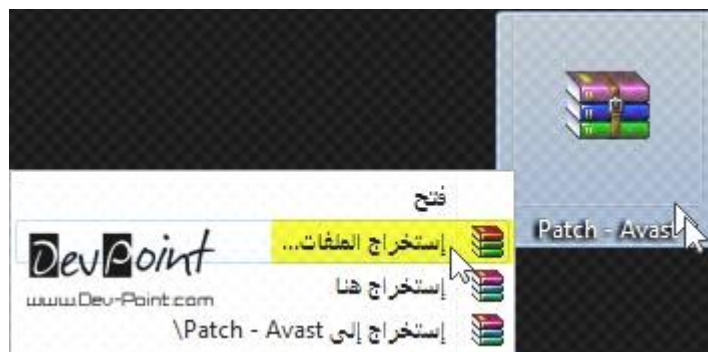 Patch - Avast
فتح
إستخراج الملفات...
إستخراج هنا
إستخراج إلى Patch - Avast\
DevPoint
www.Dev-Point.com